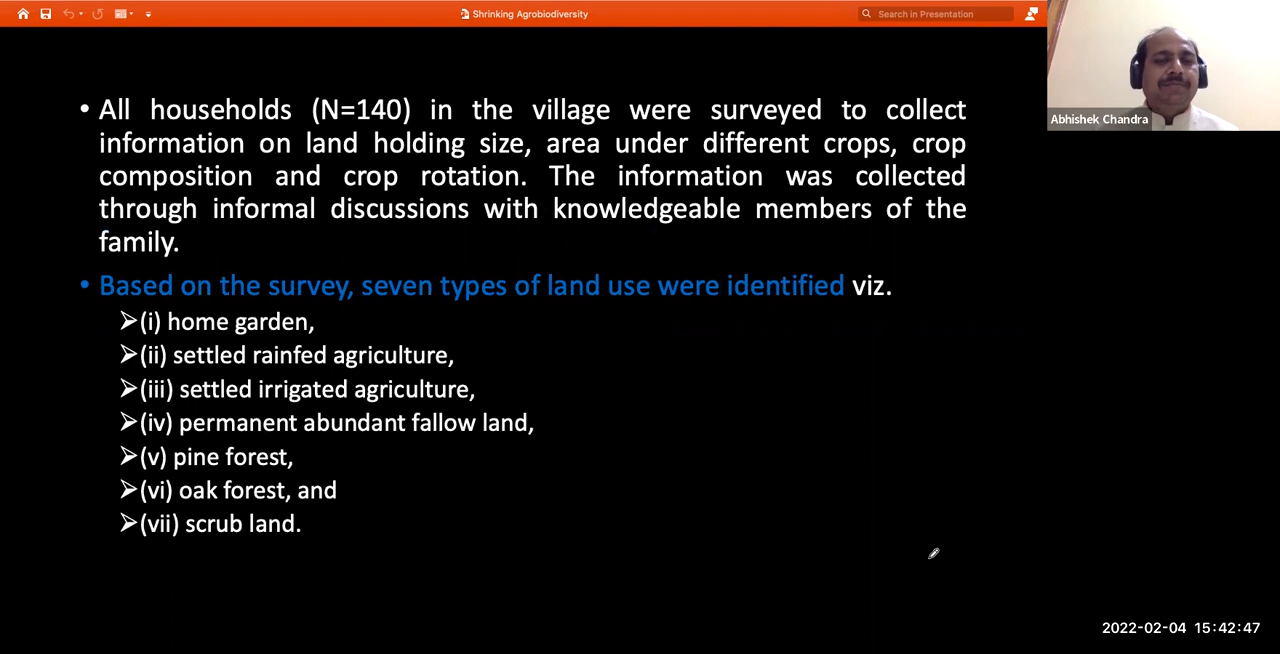 Shrinking Agrobiodiversity
Search in Presentation
Abhishek Chandra
• All households (N=140) in the village were surveyed to collect
information on land holding size, area under different crops, crop
composition and crop rotation. The information was collected
through informal discussions with knowledgeable members of the
family.
• Based on the survey, seven types of land use were identified viz.
➢(i) home garden,
➢(ii) settled rainfed agriculture,
➢(iii) settled irrigated agriculture,
➢(iv) permanent abundant fallow land,
➢(v) pine forest,
➢(vi) oak forest, and
➢(vii) scrub land.
2022-02-04 15:42:47